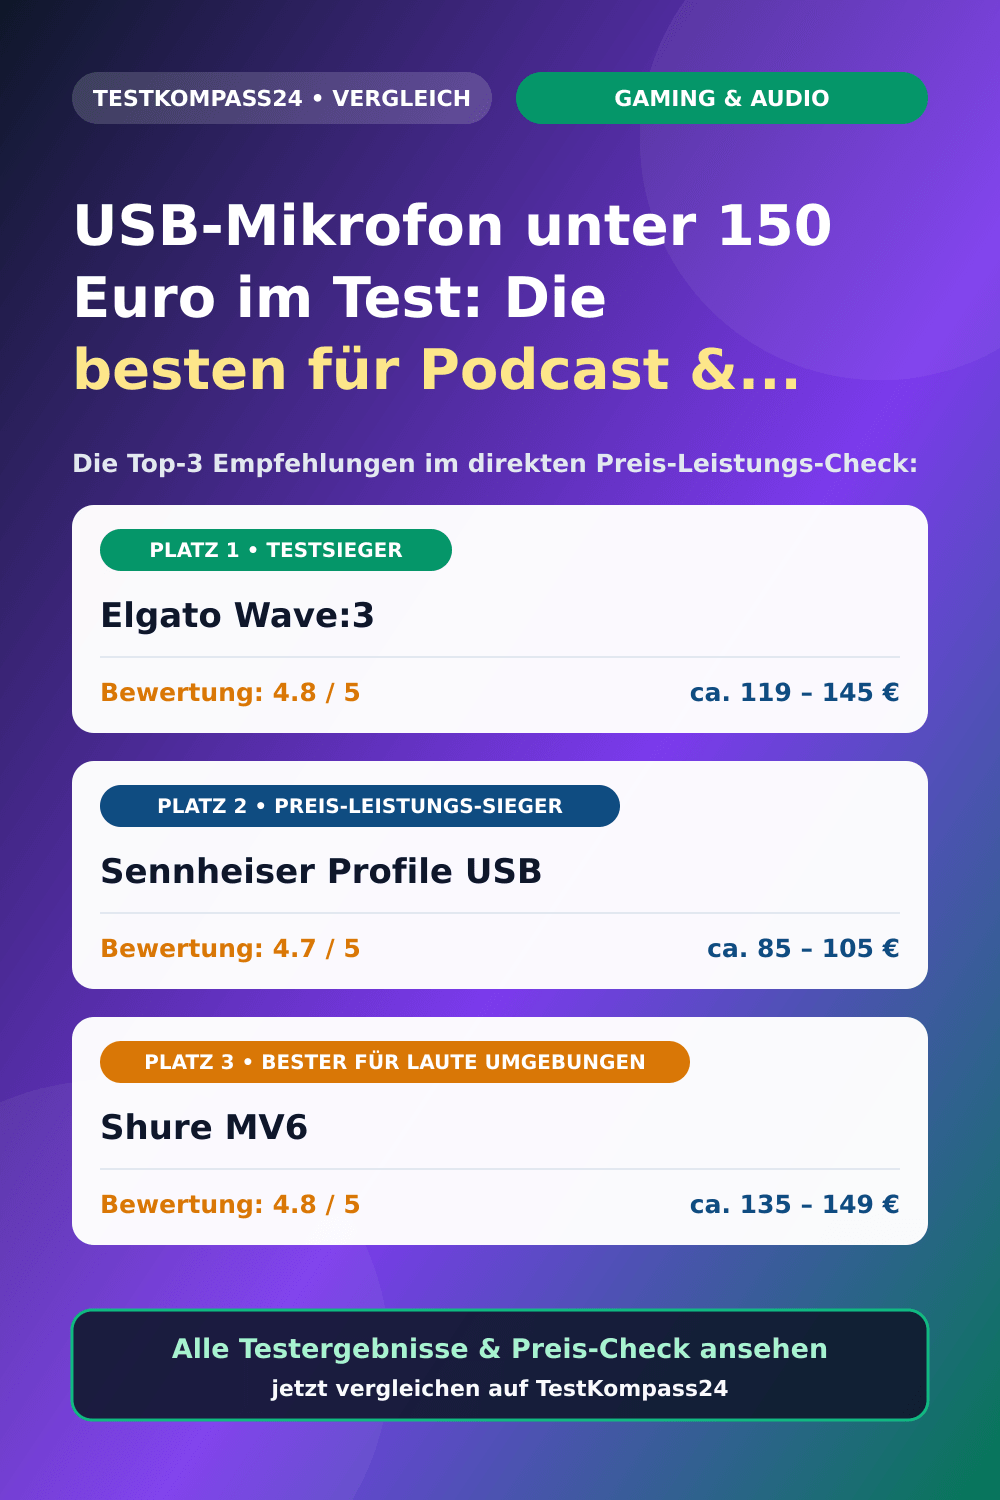 TESTKOMPASS24 • VERGLEICH
GAMING & AUDIO
USB-Mikrofon unter 150
Euro im Test: Die
besten für Podcast &...
Die Top-3 Empfehlungen im direkten Preis-Leistungs-Check:
PLATZ 1 • TESTSIEGER
Elgato Wave:3
Bewertung: 4.8 / 5
ca. 119 – 145 €
PLATZ 2 • PREIS-LEISTUNGS-SIEGER
Sennheiser Profile USB
Bewertung: 4.7 / 5
ca. 85 – 105 €
PLATZ 3 • BESTER FÜR LAUTE UMGEBUNGEN
Shure MV6
Bewertung: 4.8 / 5
ca. 135 – 149 €
Alle Testergebnisse & Preis-Check ansehen
jetzt vergleichen auf TestKompass24